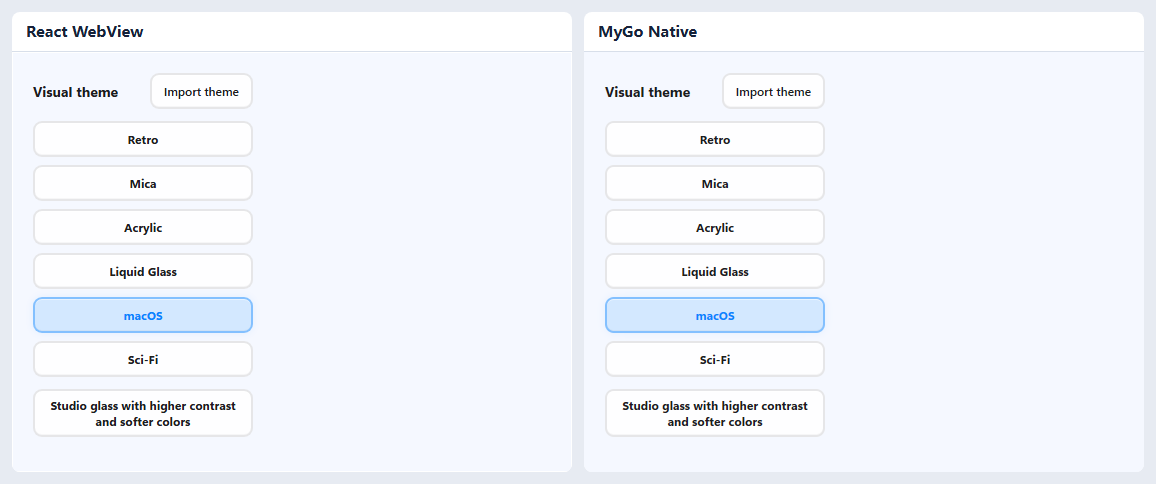 React WebView
Visual theme
Import theme
Retro
Mica
Acrylic
Liquid Glass
macOS
Sci-Fi
Studio glass with higher contrast
and softer colors
MyGo Native
Visual theme
Import theme
Retro
Mica
Acrylic
Liquid Glass
macOS
Sci-Fi
Studio glass with higher contrast
and softer colors